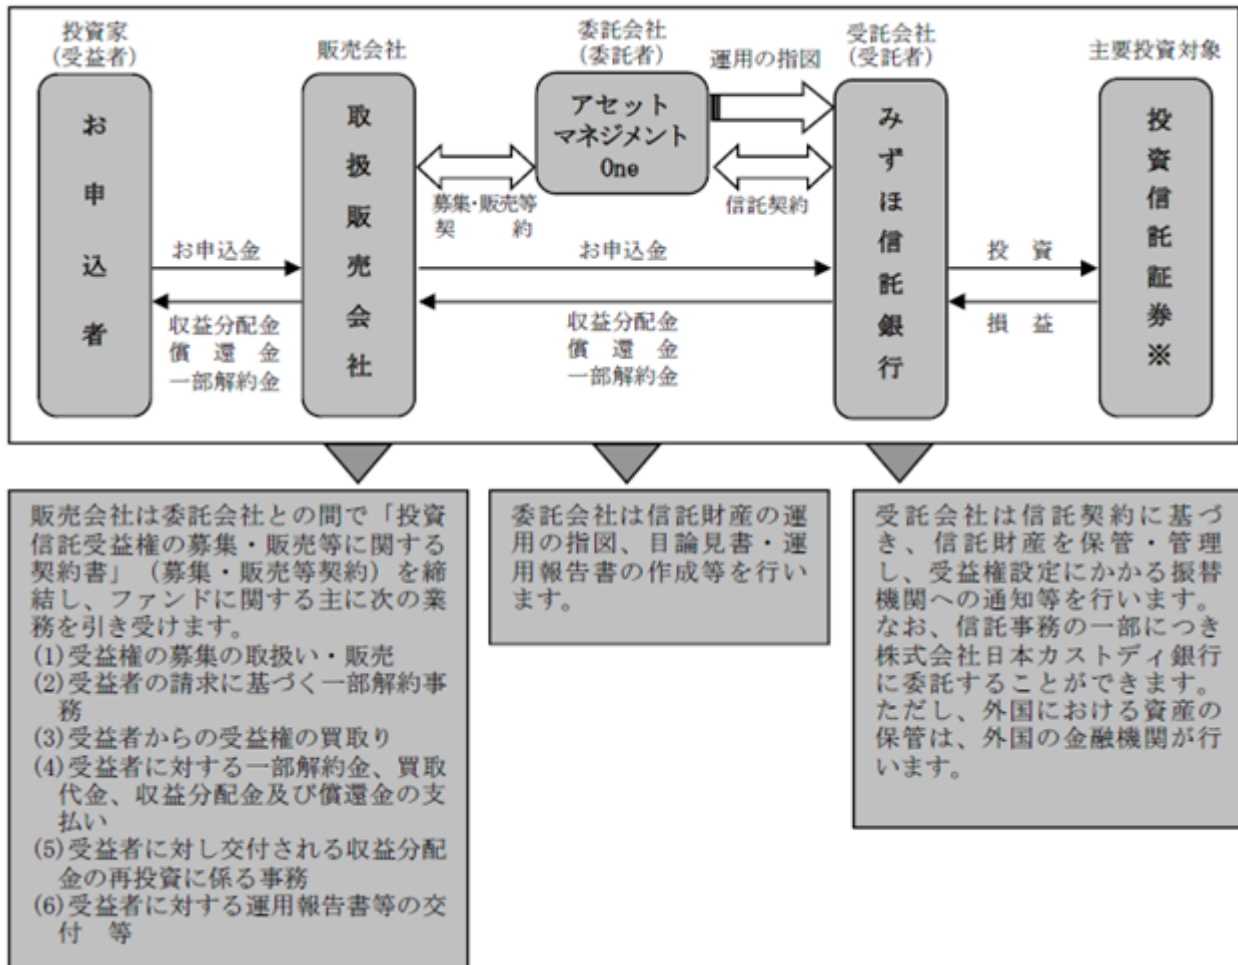 投資家
(受益者)
販売会社
委託会社
(委託者)
運用の指図
受託会社
(受託者)
主要投資対象
お申込者
取扱販売会社
アセット
マネジメント
One
みずほ信託銀行
投資信託証券※
募集・販売等
契　約
信託契約
お申込金
お申込金
投　資
収益分配金
償　還　金
一部解約金
収益分配金
償　還　金
一部解約金
損　益
販売会社は委託会社との間で「投資
信託受益権の募集・販売等に関する
契約書」（募集・販売等契約）を締
結し、ファンドに関する主に次の業
務を引き受けます。
(1)受益権の募集の取扱い・販売
(2)受益者の請求に基づく一部解約事
務
(3)受益者からの受益権の買取り
(4)受益者に対する一部解約金、買取
代金、収益分配金及び償還金の支
払い
(5)受益者に対し交付される収益分配
金の再投資に係る事務
(6)受益者に対する運用報告書等の交
付　等
委託会社は信託財産の運
用の指図、目論見書・運
用報告書の作成等を行い
ます。
受託会社は信託契約に基づ
き、信託財産を保管・管理
し、受益権設定にかかる振替
機関への通知等を行います。
なお、信託事務の一部につき
株式会社日本カストディ銀行
に委託することができます。
ただし、外国における資産の
保管は、外国の金融機関が行
います。